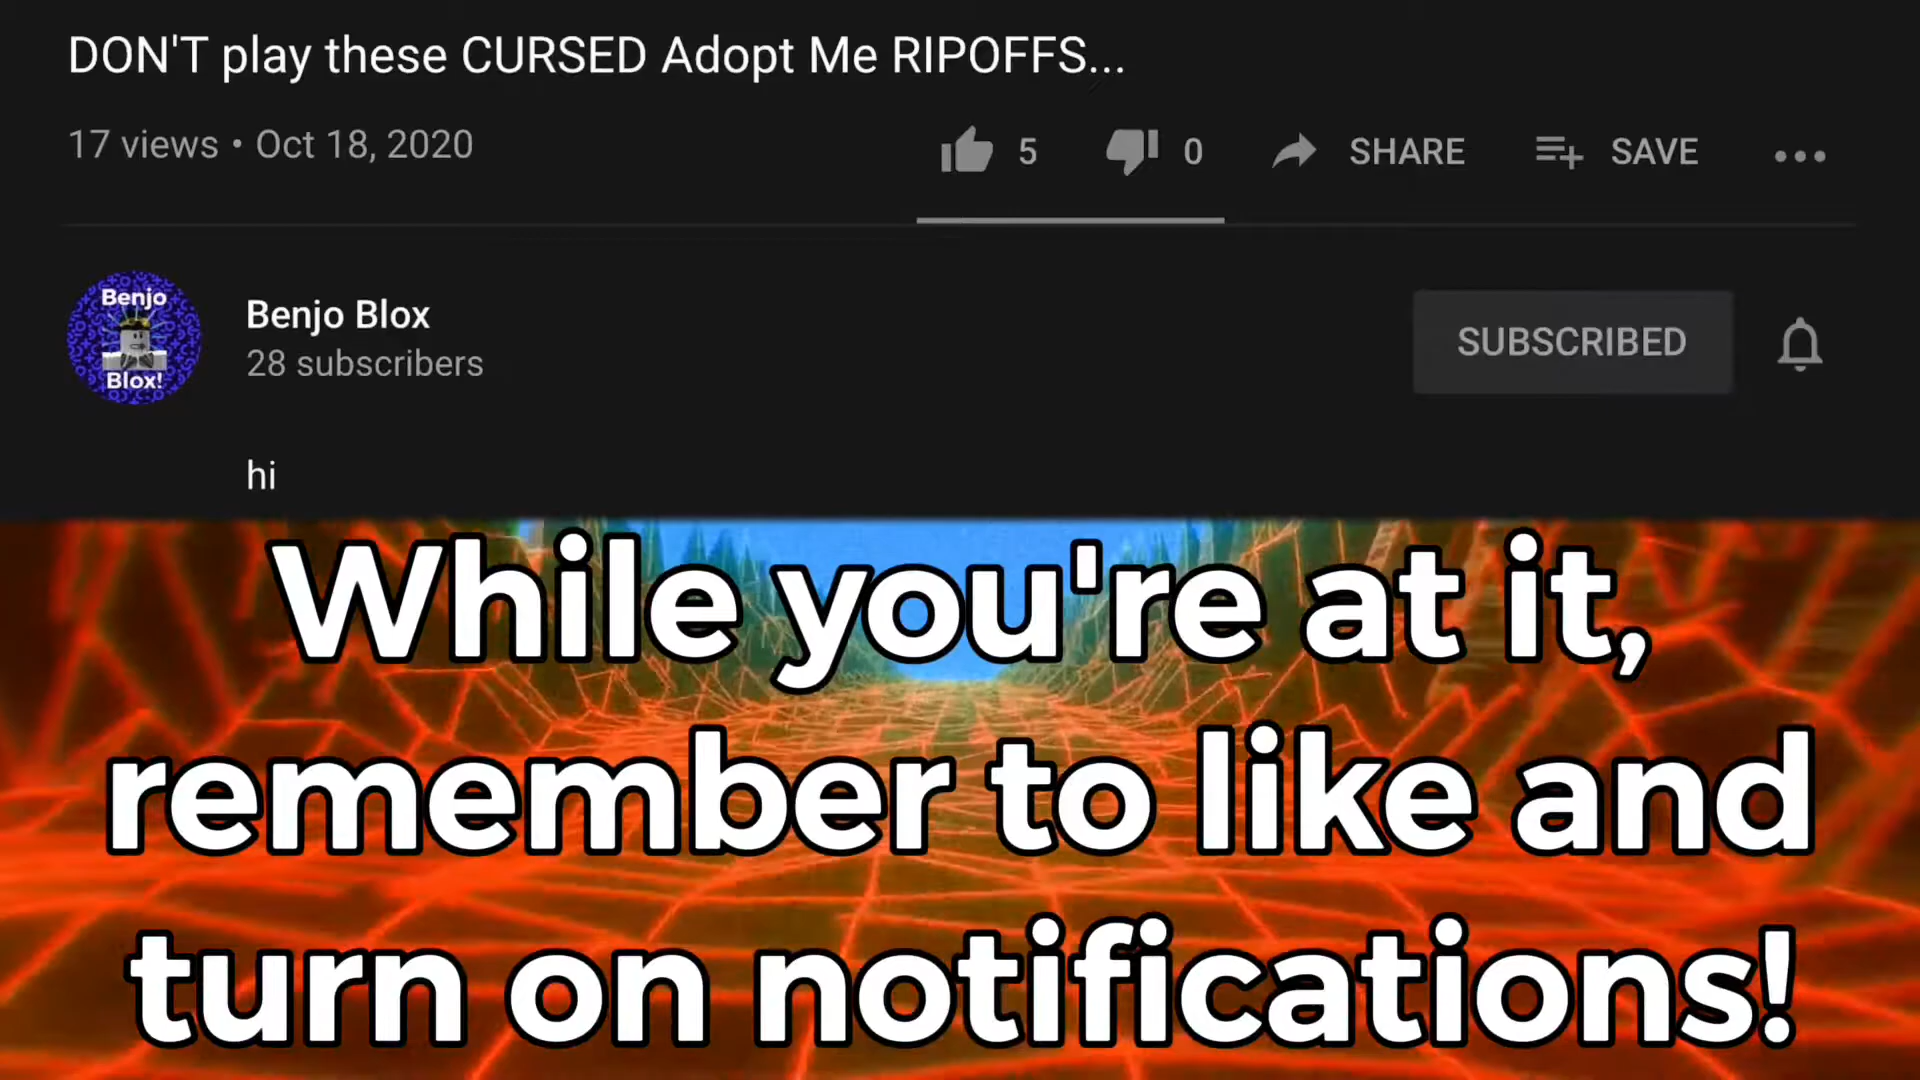 DON'T play these CURSED Adopt Me RIPOFFS...
17 views • Oct 18, 2020
5
0
SHARE
SAVE
Benjo
Blox!
Benjo Blox
28 subscribers
SUBSCRIBED
hi
While you're at it,
remember to like and
turn on notifications!